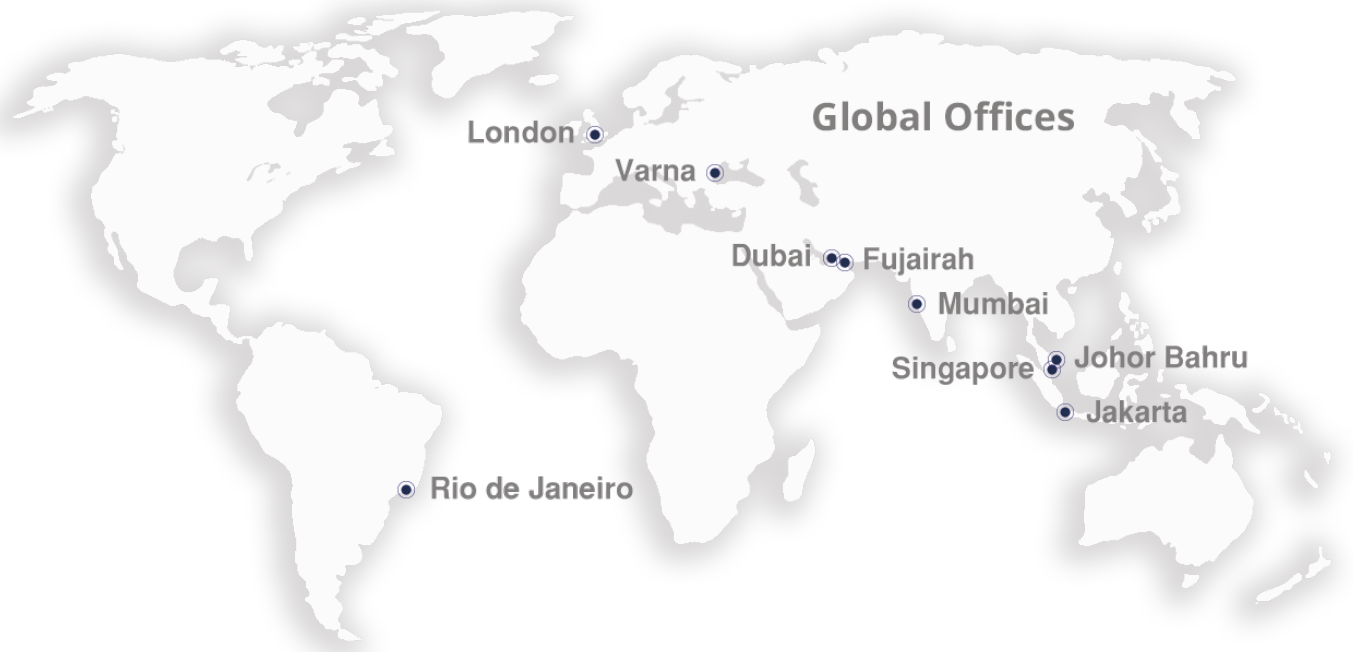 Global Offices
London
Varna
Dubai
Fujairah
Mumbai
Johor Bahru
Singapore
Jakarta
Rio de Janeiro